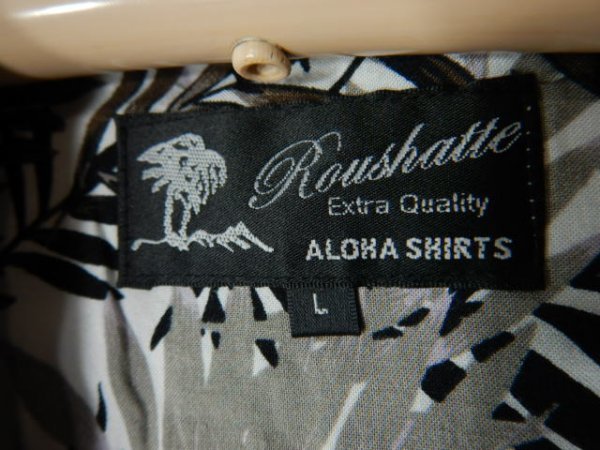 Roushatte
Extra Quality
ALOHA SHIRTS
L